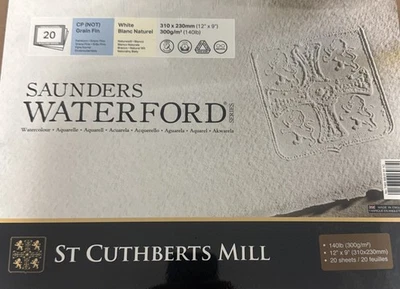 20
CP (NOT)
Grain Fin
White
Blanc Naturel
310 x 230mm (12" x 9")
300g/m² (140lb)
SAUNDERS
WATERFORD®
SERIES
Watercolour • Aquarelle • Aquarell • Acuarela • Acquerello • Aguarela • Aquarel • Akwarela
ST CUTHBERTS MILL
• 140lb (300g/m²)
• 12" x 9" (310x230mm)
• 20 sheets / 20 feuilles